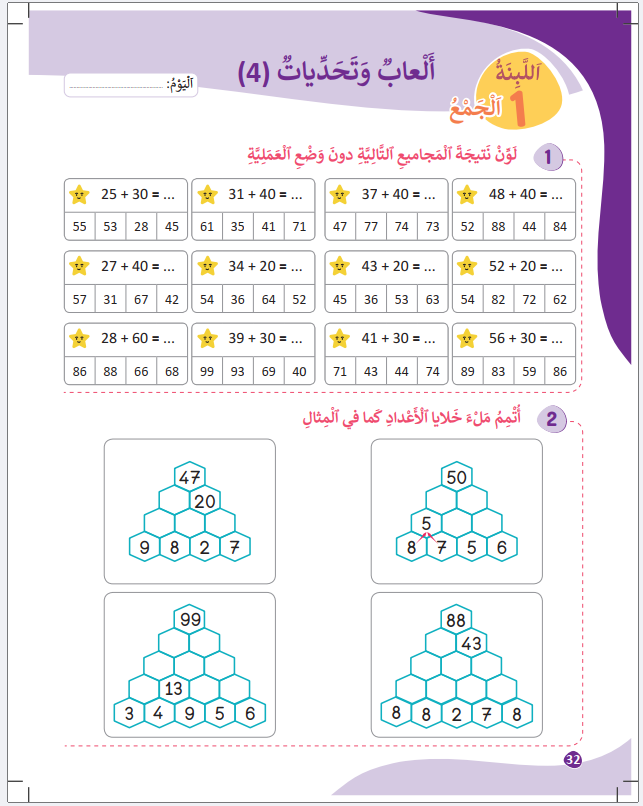 اَللَّبِنَةُ
1
اَلْجَمْعُ
أَلْعابٌ وَتَحَدِّياتٌ (4)
اَلْيَوْمُ: ........................
1
لَوِّنْ نَتيجَةَ الْمَجاميعِ التَّالِيَّةِ دونَ وَضْعِ الْعَمَلِيَّةِ
25 + 30 = ...
55 53 28 45
31 + 40 = ...
61 35 41 71
37 + 40 = ...
47 77 74 73
48 + 40 = ...
52 88 44 84
27 + 40 = ...
57 31 67 42
34 + 20 = ...
54 36 64 52
43 + 20 = ...
45 36 53 63
52 + 20 = ...
54 82 72 62
28 + 60 = ...
86 88 66 68
39 + 30 = ...
99 93 69 40
41 + 30 = ...
71 43 44 74
56 + 30 = ...
89 83 59 86
2
أُتْمِمُ مَلْءَ خَلايا الْأَعْدادِ كَما في الْمِثالِ
47
20
9 8 2 7
50
5
8 7 5 6
99
13
3 4 9 5 6
88
43
8 8 2 7 8
32